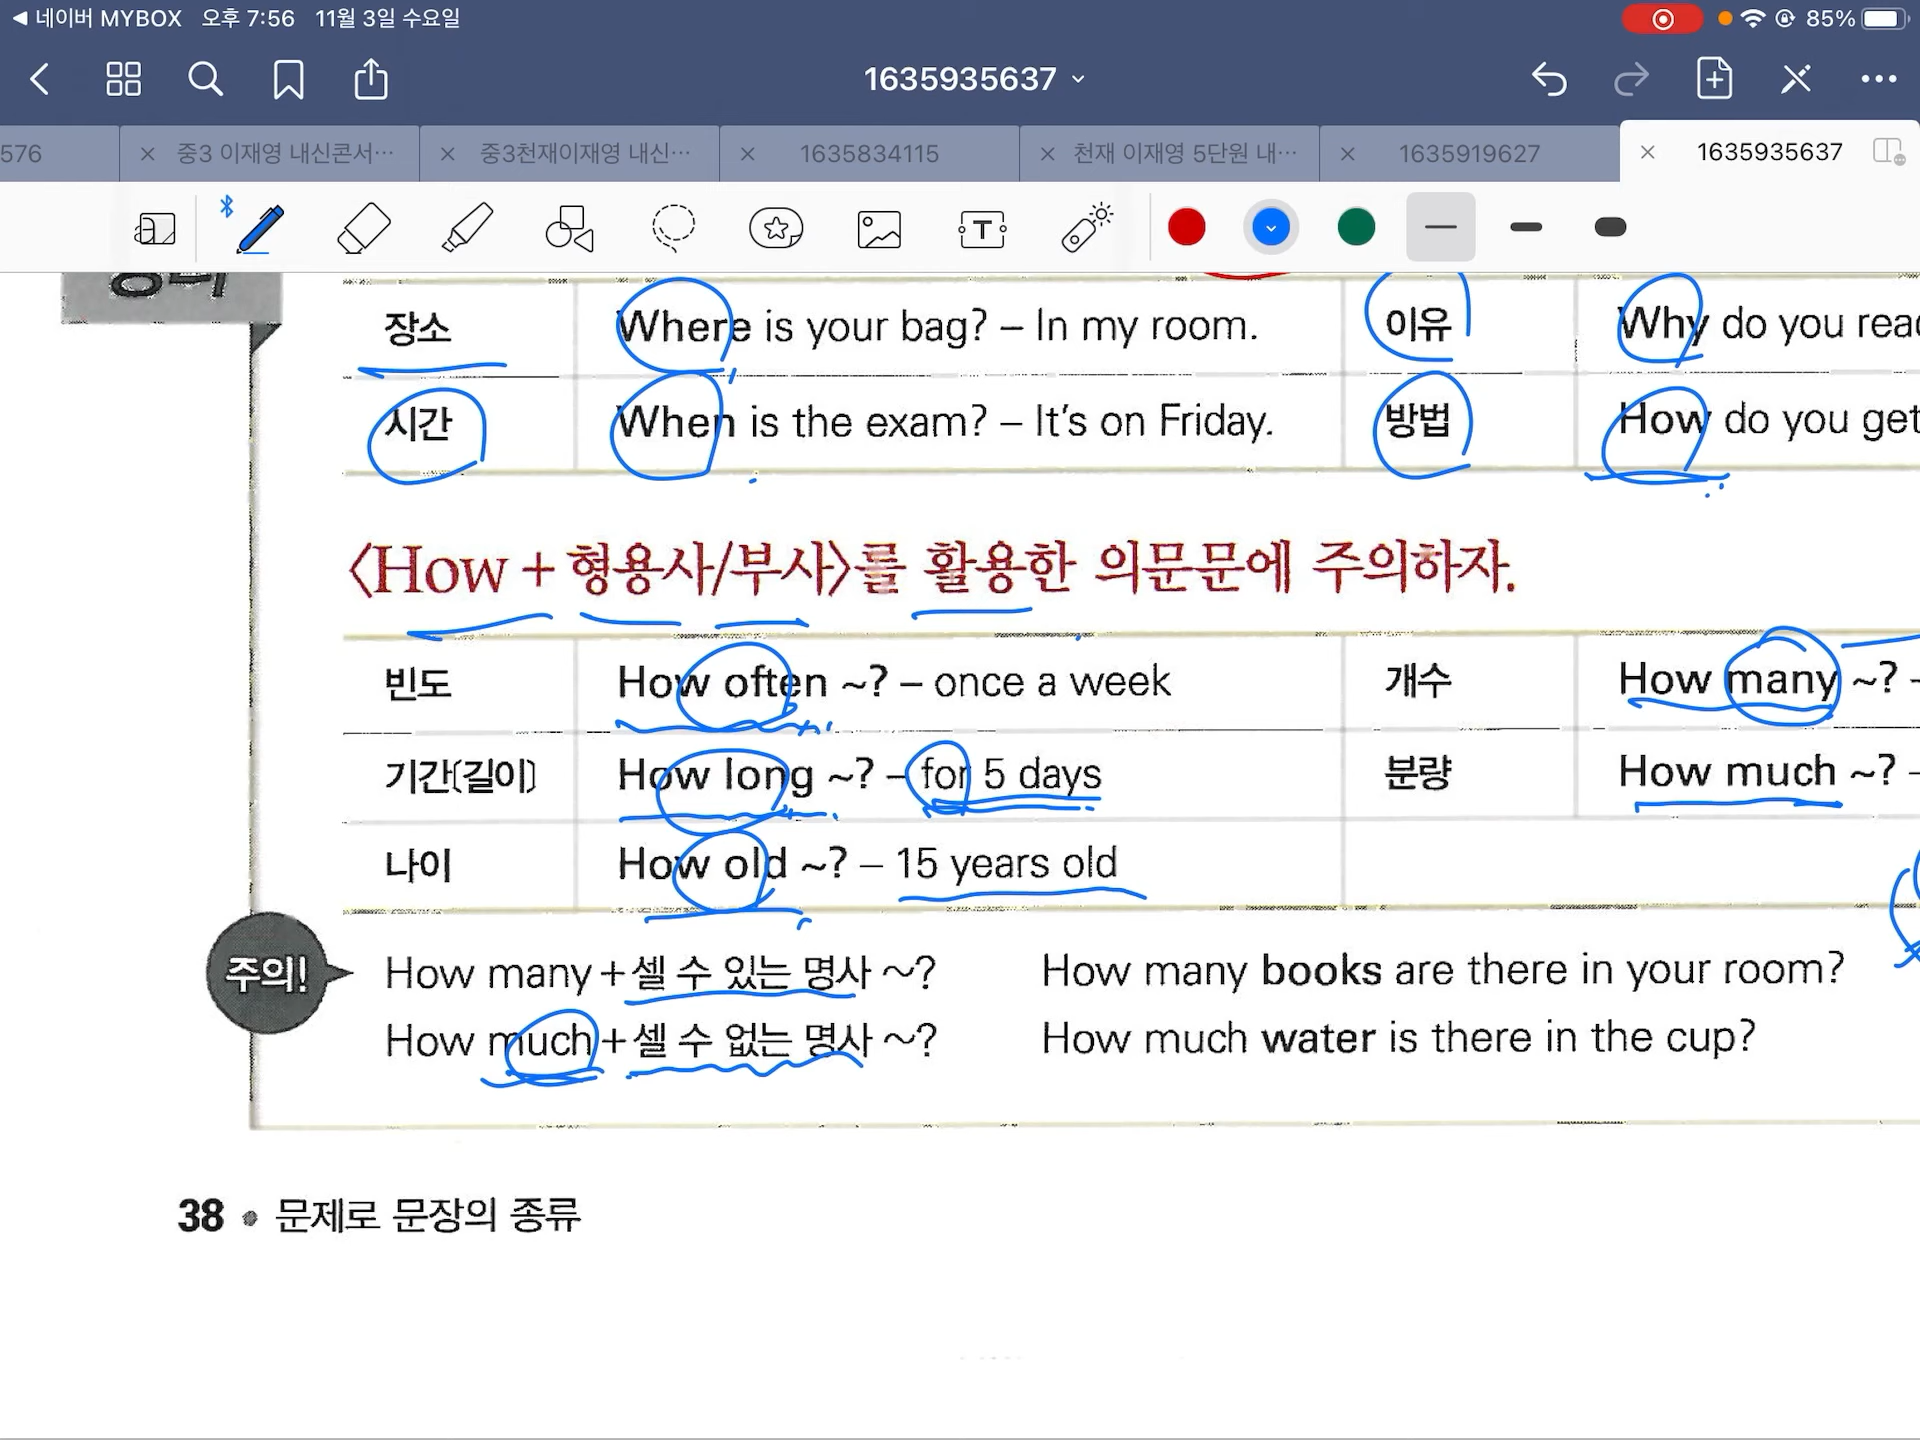 ◀ 네이버 MYBOX 오후 7:56 11월 3일 수요일 85%
1635935637
576 × 중3 이재영 내신콘서… × 중3천재이재영 내신… × 1635834115 × 천재 이재영 5단원 내… × 1635919627 × 1635935637
장소 Where is your bag? – In my room. 이유 Why do you read
시간 When is the exam? – It's on Friday. 방법 How do you get
〈How + 형용사/부사〉를 활용한 의문문에 주의하자.
빈도 How often ~? – once a week 개수 How many ~? –
기간(길이) How long ~? – for 5 days 분량 How much ~? –
나이 How old ~? – 15 years old
주의! How many + 셀 수 있는 명사 ~? How many books are there in your room?
How much + 셀 수 없는 명사 ~? How much water is there in the cup?
38 • 문제로 문장의 종류